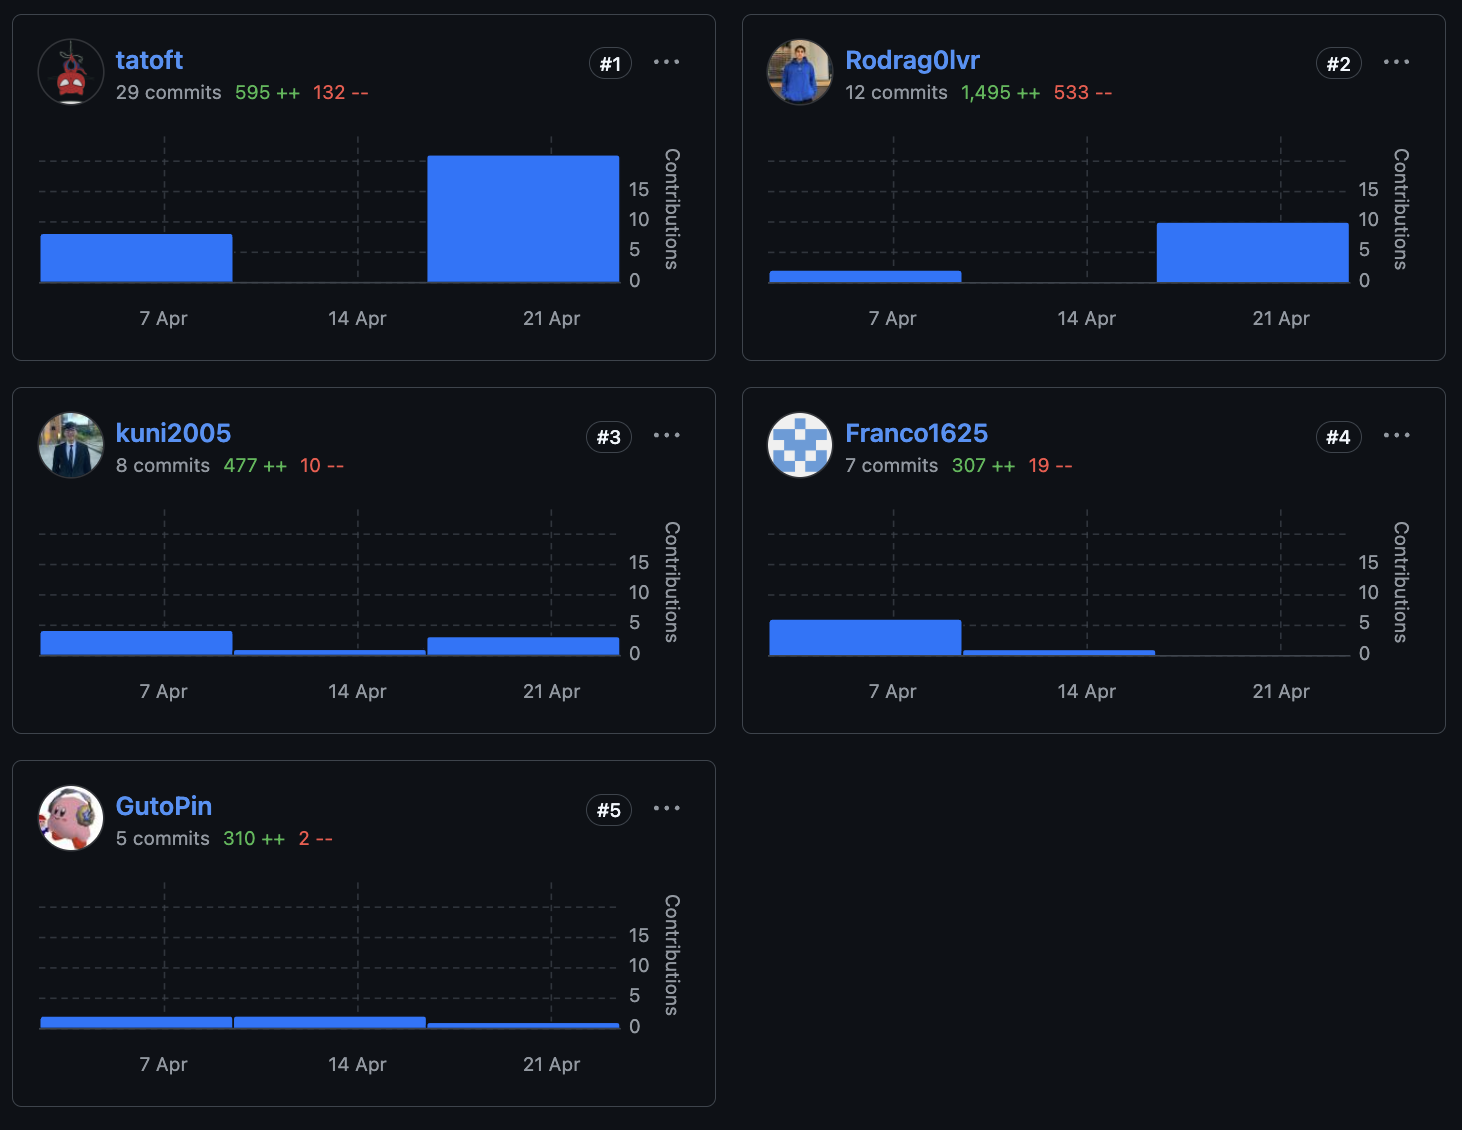 tatoft
#1
29 commits 595 ++ 132 --
Contributions
15
10
5
0
7 Apr 14 Apr 21 Apr
Rodrag0lvr
#2
12 commits 1,495 ++ 533 --
Contributions
15
10
5
0
7 Apr 14 Apr 21 Apr
kuni2005
#3
8 commits 477 ++ 10 --
Contributions
15
10
5
0
7 Apr 14 Apr 21 Apr
Franco1625
#4
7 commits 307 ++ 19 --
Contributions
15
10
5
0
7 Apr 14 Apr 21 Apr
GutoPin
#5
5 commits 310 ++ 2 --
Contributions
15
10
5
0
7 Apr 14 Apr 21 Apr